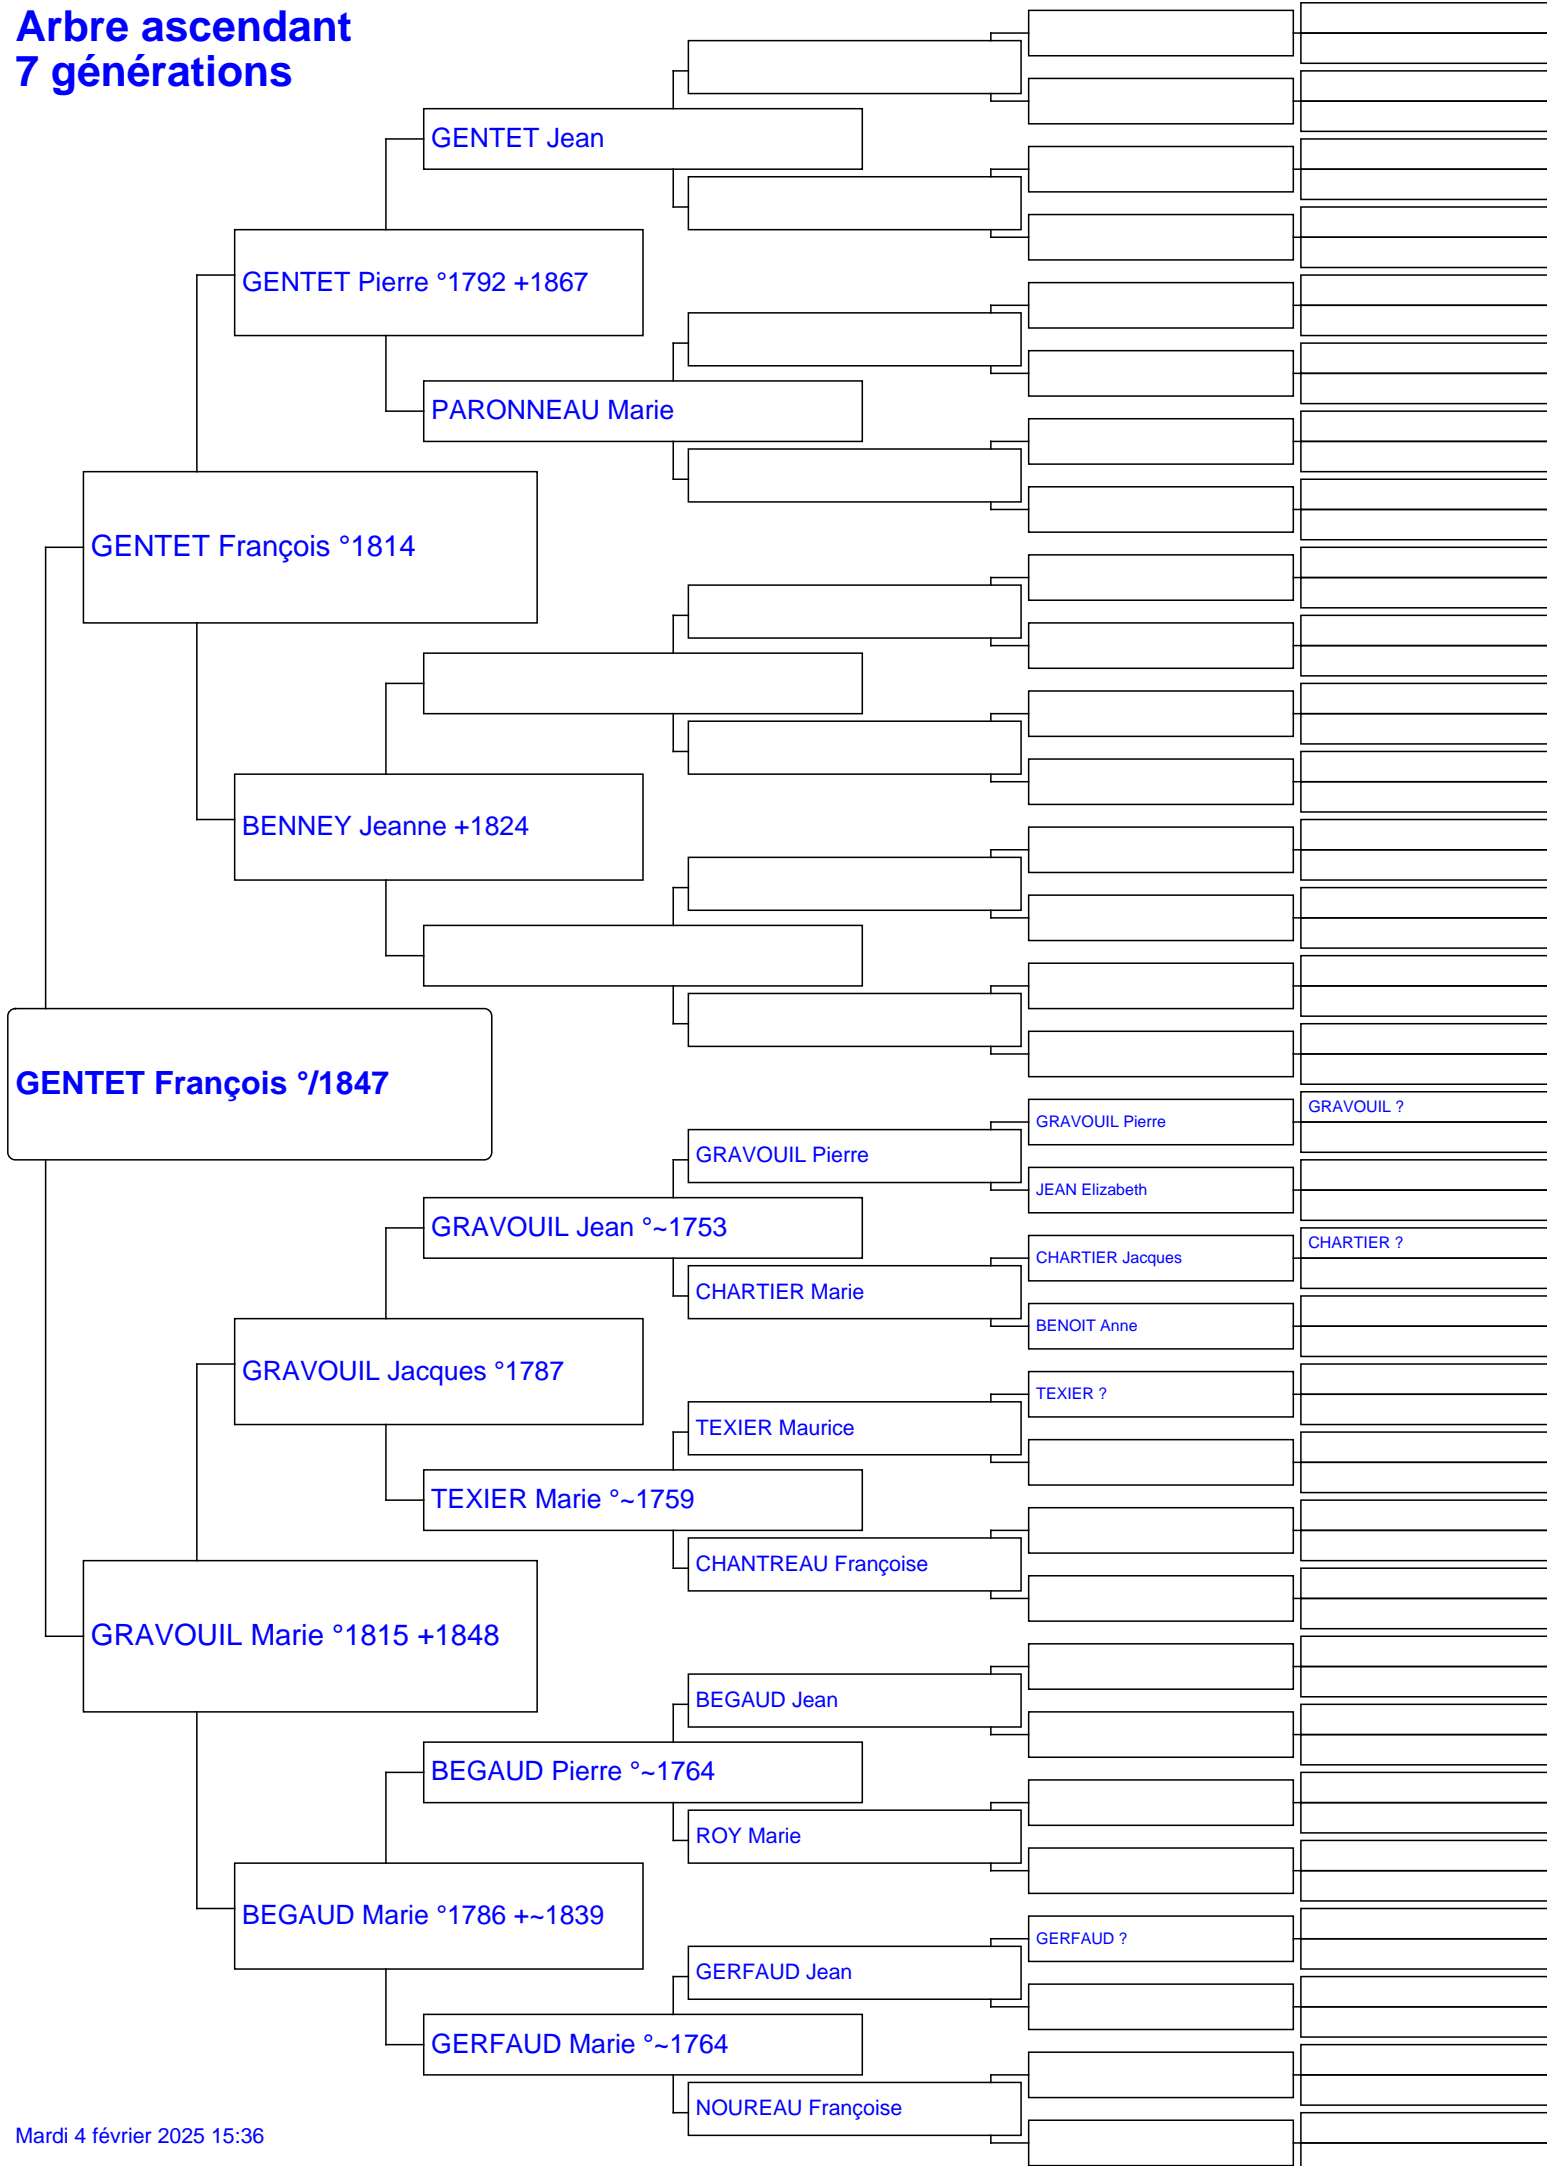 Arbre ascendant
7 générations
GENTET Jean
GENTET Pierre °1792 +1867
PARONNEAU Marie
GENTET François °1814
BENNEY Jeanne +1824
GENTET François °/1847
GRAVOUIL ?
GRAVOUIL Pierre
GRAVOUIL Pierre
JEAN Elizabeth
GRAVOUIL Jean °~1753
CHARTIER ?
CHARTIER Jacques
CHARTIER Marie
BENOIT Anne
GRAVOUIL Jacques °1787
TEXIER ?
TEXIER Maurice
TEXIER Marie °~1759
CHANTREAU Françoise
GRAVOUIL Marie °1815 +1848
BEGAUD Jean
BEGAUD Pierre °~1764
ROY Marie
BEGAUD Marie °1786 +~1839
GERFAUD ?
GERFAUD Jean
GERFAUD Marie °~1764
NOUREAU Françoise
Mardi 4 février 2025 15:36